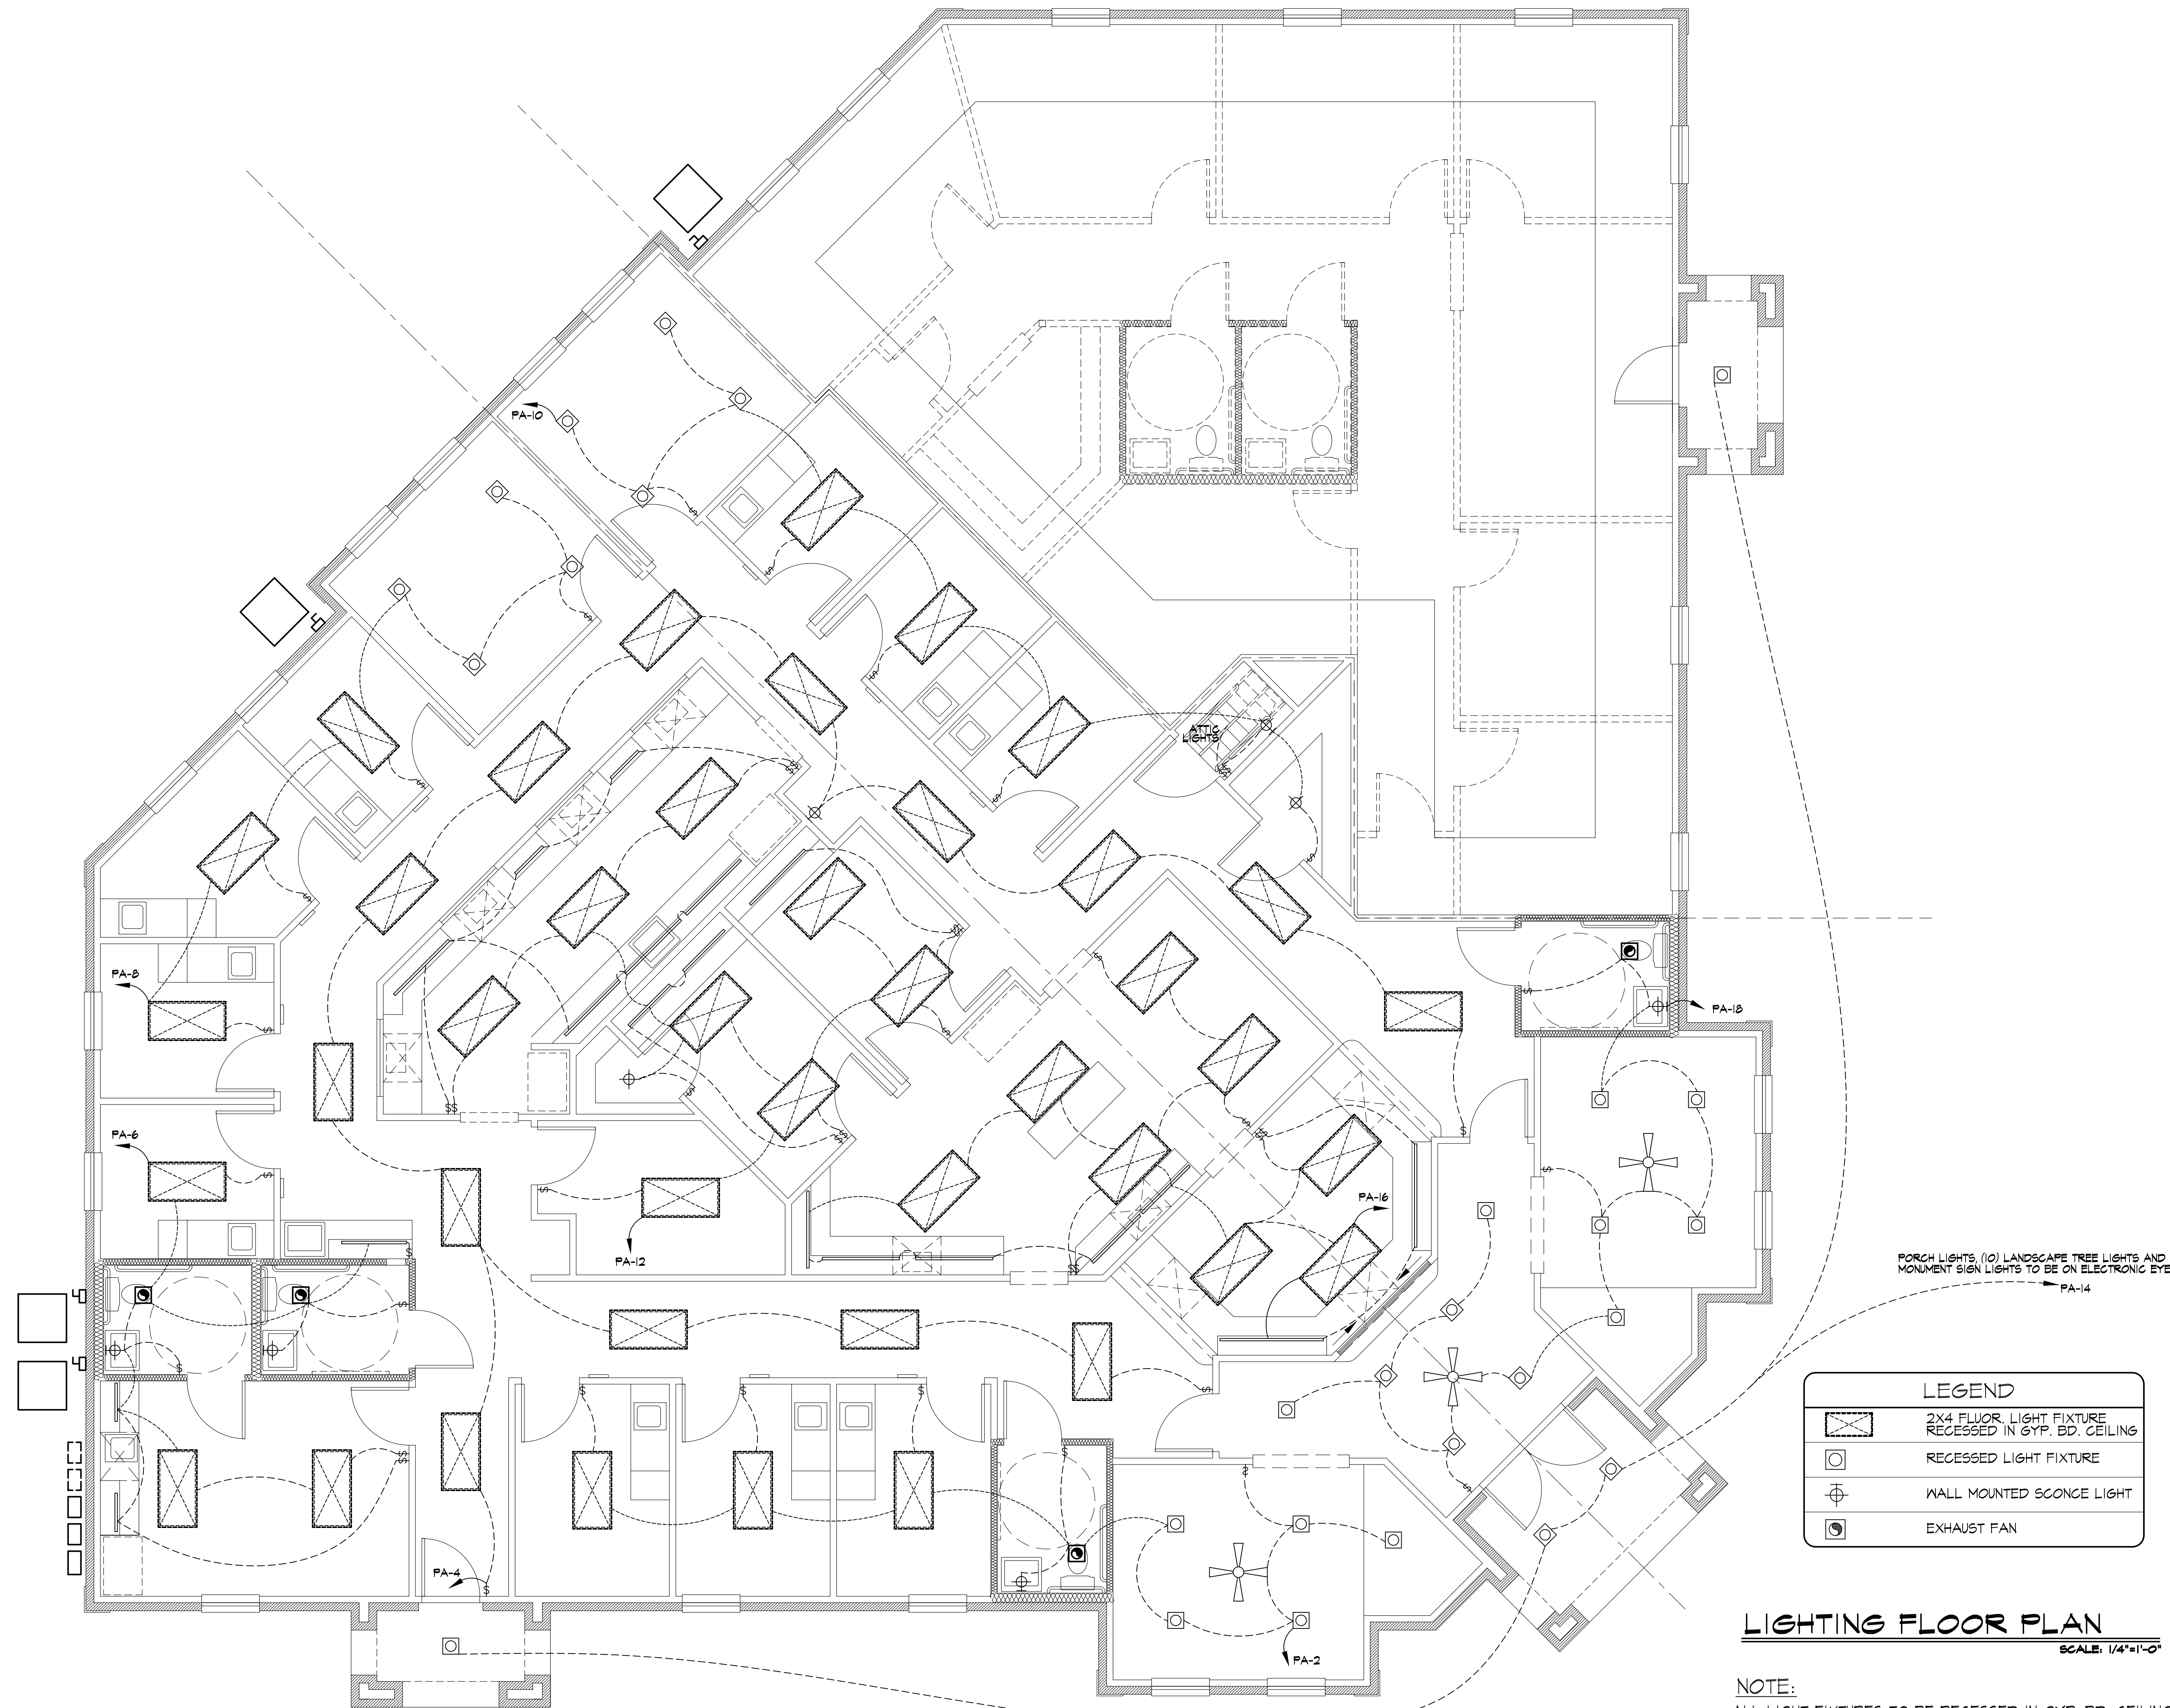 PA-10
ATTIC
LIGHTS
PA-8
PA-18
PA-6
PA-16
PA-12
PORCH LIGHTS, (10) LANDSCAPE TREE LIGHTS AND
MONUMENT SIGN LIGHTS TO BE ON ELECTRONIC EYE
PA-14
LEGEND
2X4 FLUOR. LIGHT FIXTURE
RECESSED IN GYP. BD. CEILING
RECESSED LIGHT FIXTURE
WALL MOUNTED SCONCE LIGHT
EXHAUST FAN
PA-4
PA-2
LIGHTING FLOOR PLAN
SCALE: 1/4"=1'-0"
NOTE: